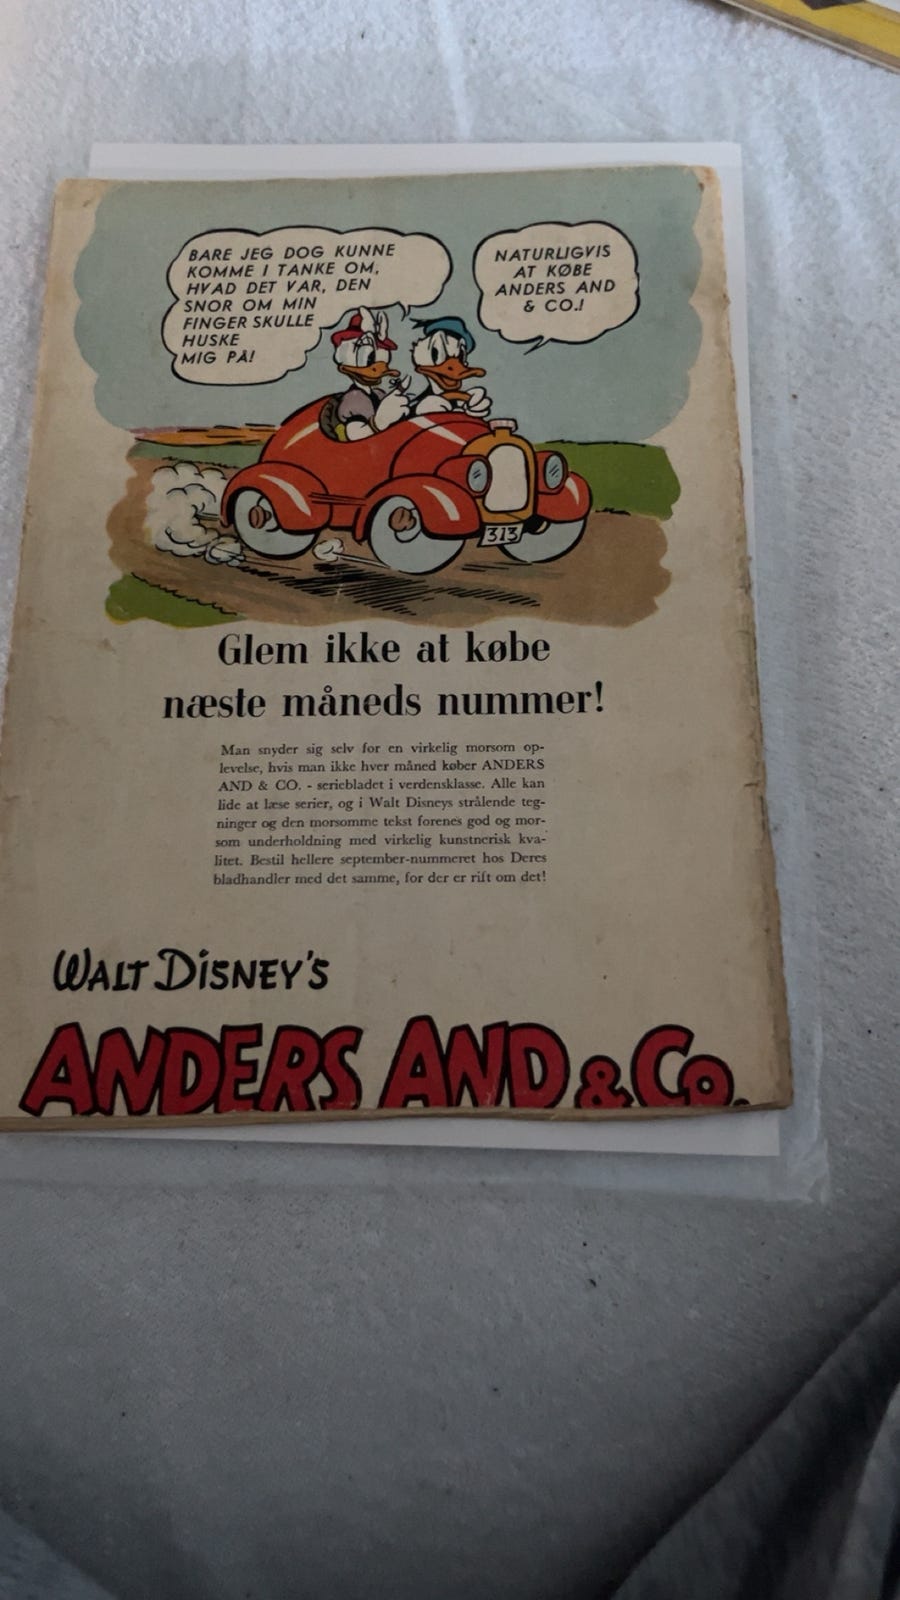 BARE JEG DOG KUNNE
KOMME I TANKE OM,
HVAD DET VAR, DEN
SNOR OM MIN
FINGER SKULLE
HUSKE
MIG PÅ!
NATURLIGVIS
AT KØBE
ANDERS AND
& CO.!
313
Glem ikke at købe
næste måneds nummer!
Man snyder sig selv for en virkelig morsom op-
levelse, hvis man ikke hver måned køber ANDERS
AND & CO. - seriebladet i verdensklasse. Alle kan
lide at læse serier, og i Walt Disneys strålende teg-
ninger og den morsomme tekst forenes god og mor-
som underholdning med virkelig kunstnerisk kva-
litet. Bestil hellere september-nummeret hos Deres
bladhandler med det samme, for der er rift om det!
WALT DISNEY'S
ANDERS AND & Co.